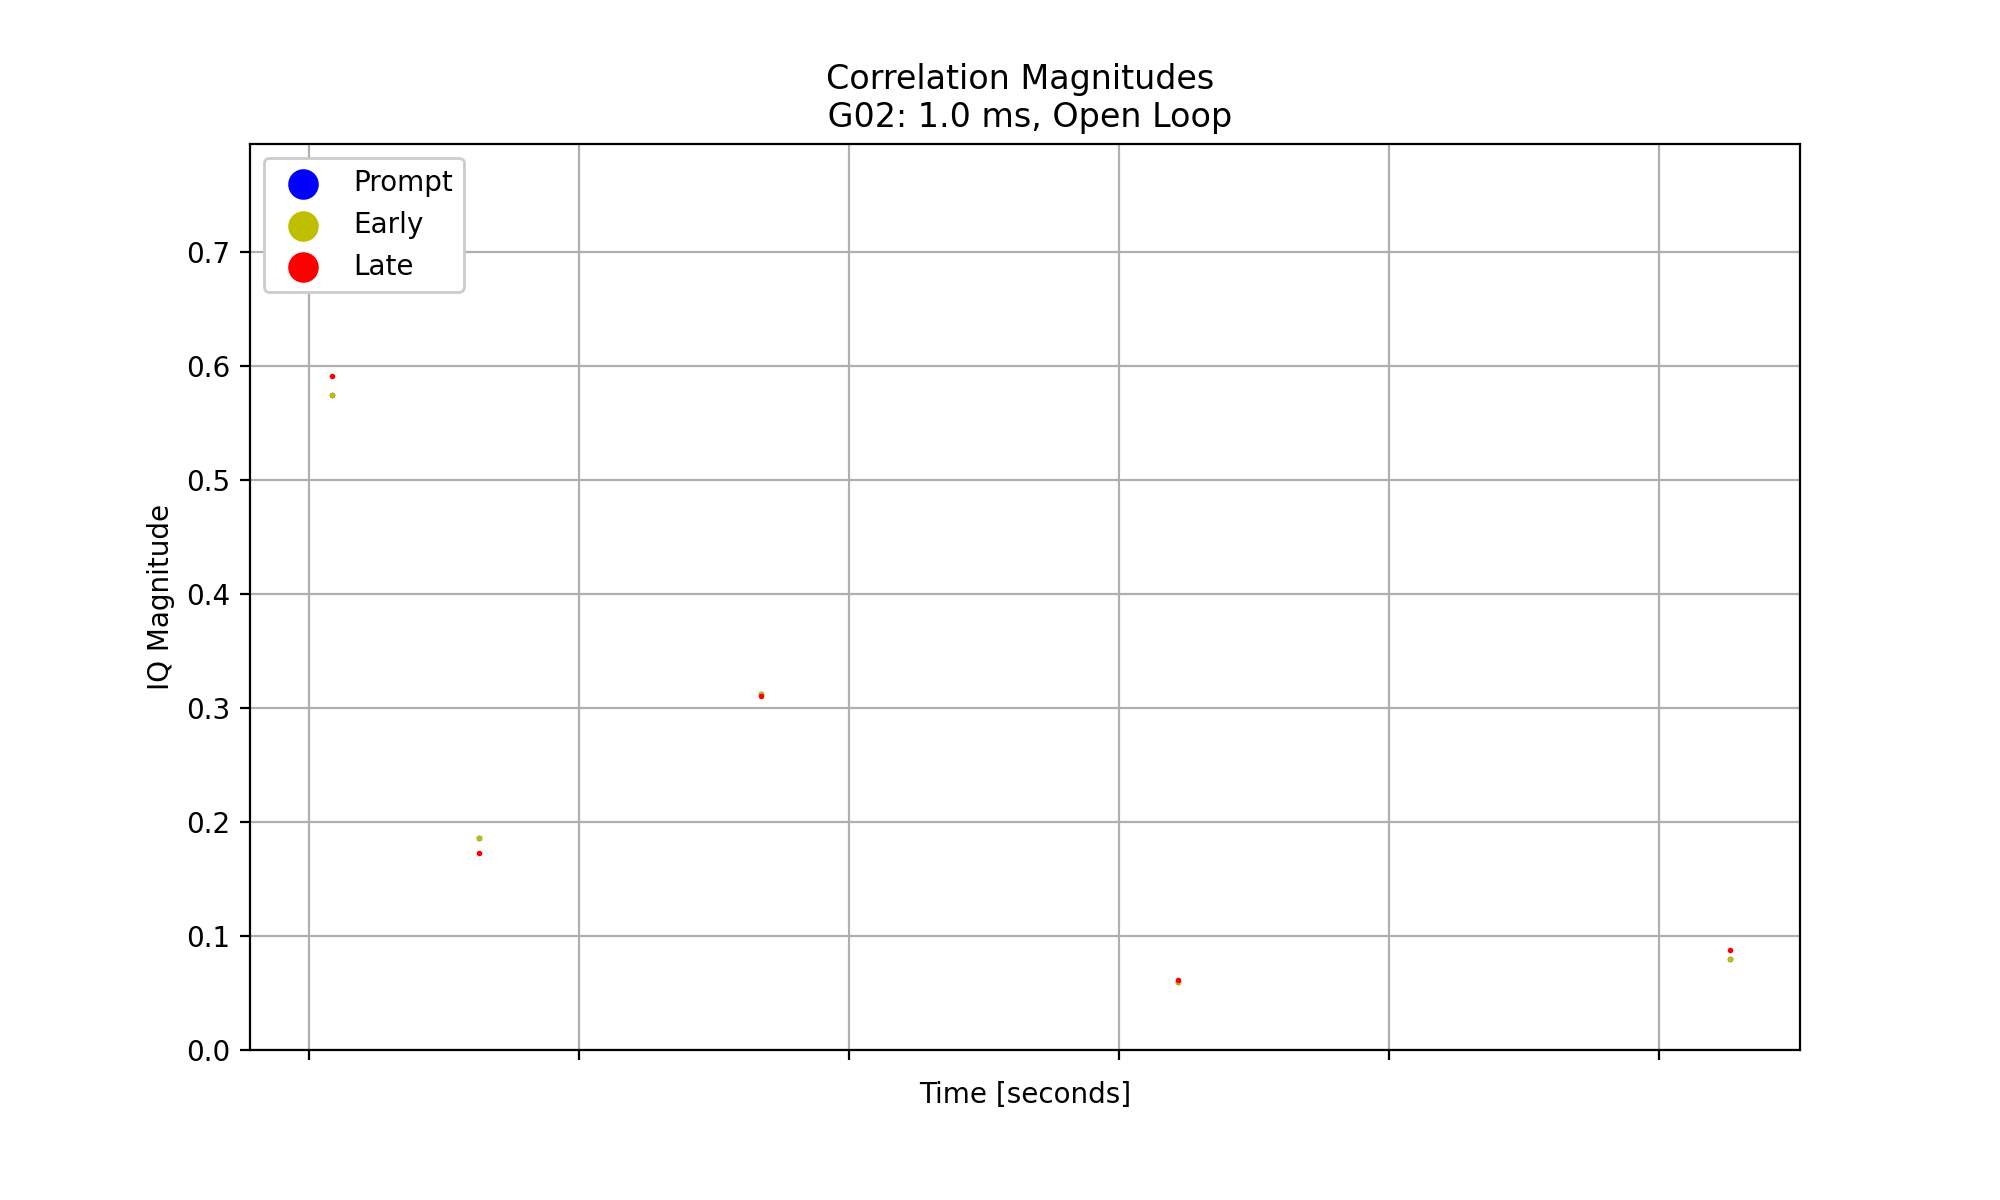 Correlation Magnitudes
G02: 1.0 ms, Open Loop
Prompt
Early
Late
0.7
0.6
0.5
0.4
0.3
0.2
0.1
0.0
IQ Magnitude
Time [seconds]